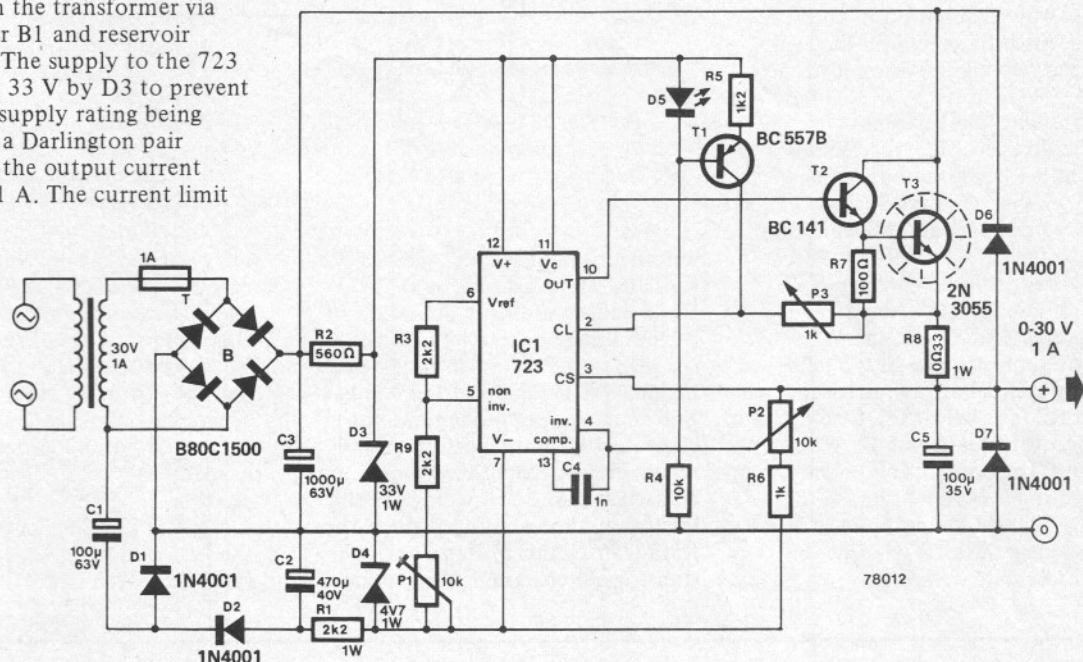 n the transformer via
r B1 and reservoir
The supply to the 723
33 V by D3 to prevent
supply rating being
a Darlington pair
the output current
1 A. The current limit
1A
T
30V
1A
B
B80C1500
C1
100µ
63V
D1
1N4001
D2
1N4001
C3
1000µ
63V
C2
470µ
40V
R1
2k2
1W
R2
560Ω
D3
33V
1W
D4
4V7
1W
R3
2k2
R9
2k2
P1
10k
12
V+
11
Vc
10
OUT
6
Vref
CL
2
IC1
723
CS
3
5
non
inv.
inv.
4
comp.
V−
7
13
C4
1n
D5
R5
1k2
T1
BC 557B
T2
BC 141
T3
2N
3055
R7
100Ω
P3
1k
R8
0Ω33
1W
D6
1N4001
0-30 V
1 A
+
P2
10k
R4
10k
R6
1k
C5
100µ
35V
D7
1N4001
0
78012